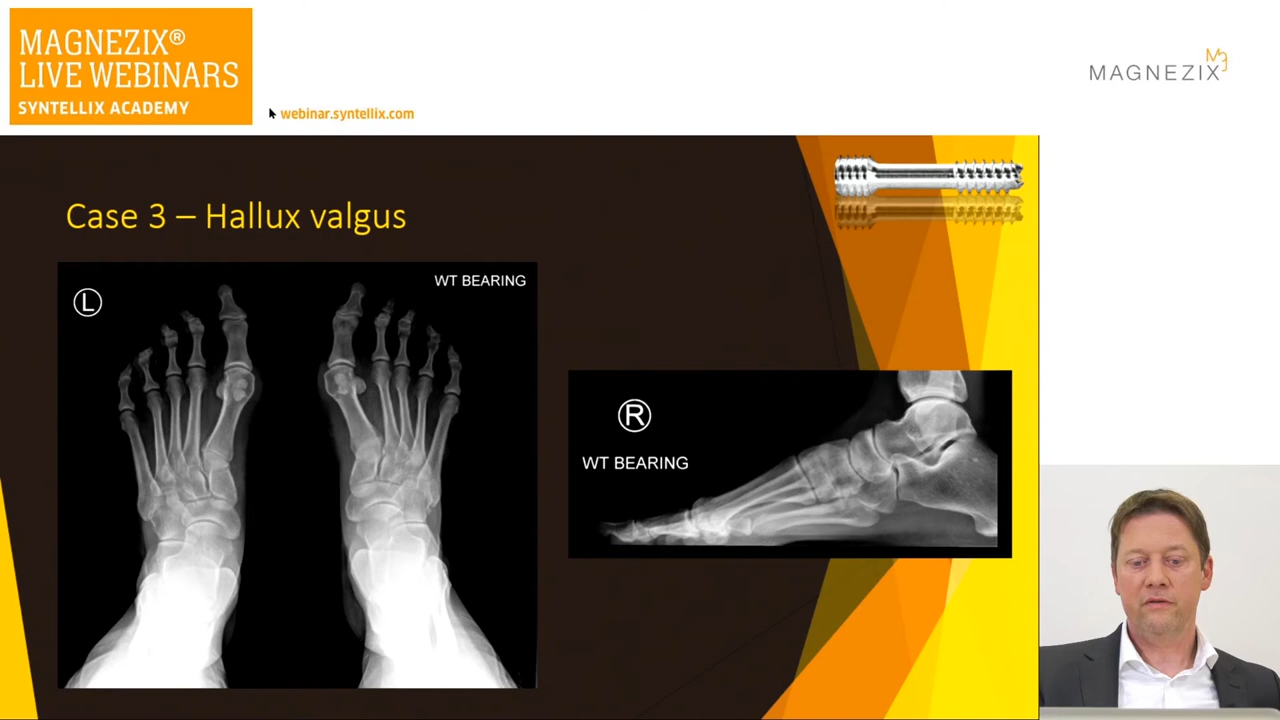 MAGNEZIX®
LIVE WEBINARS
SYNTELLIX ACADEMY
webinar.syntellix.com
MAGNEZIX
Case 3 – Hallux valgus
L
WT BEARING
R
WT BEARING